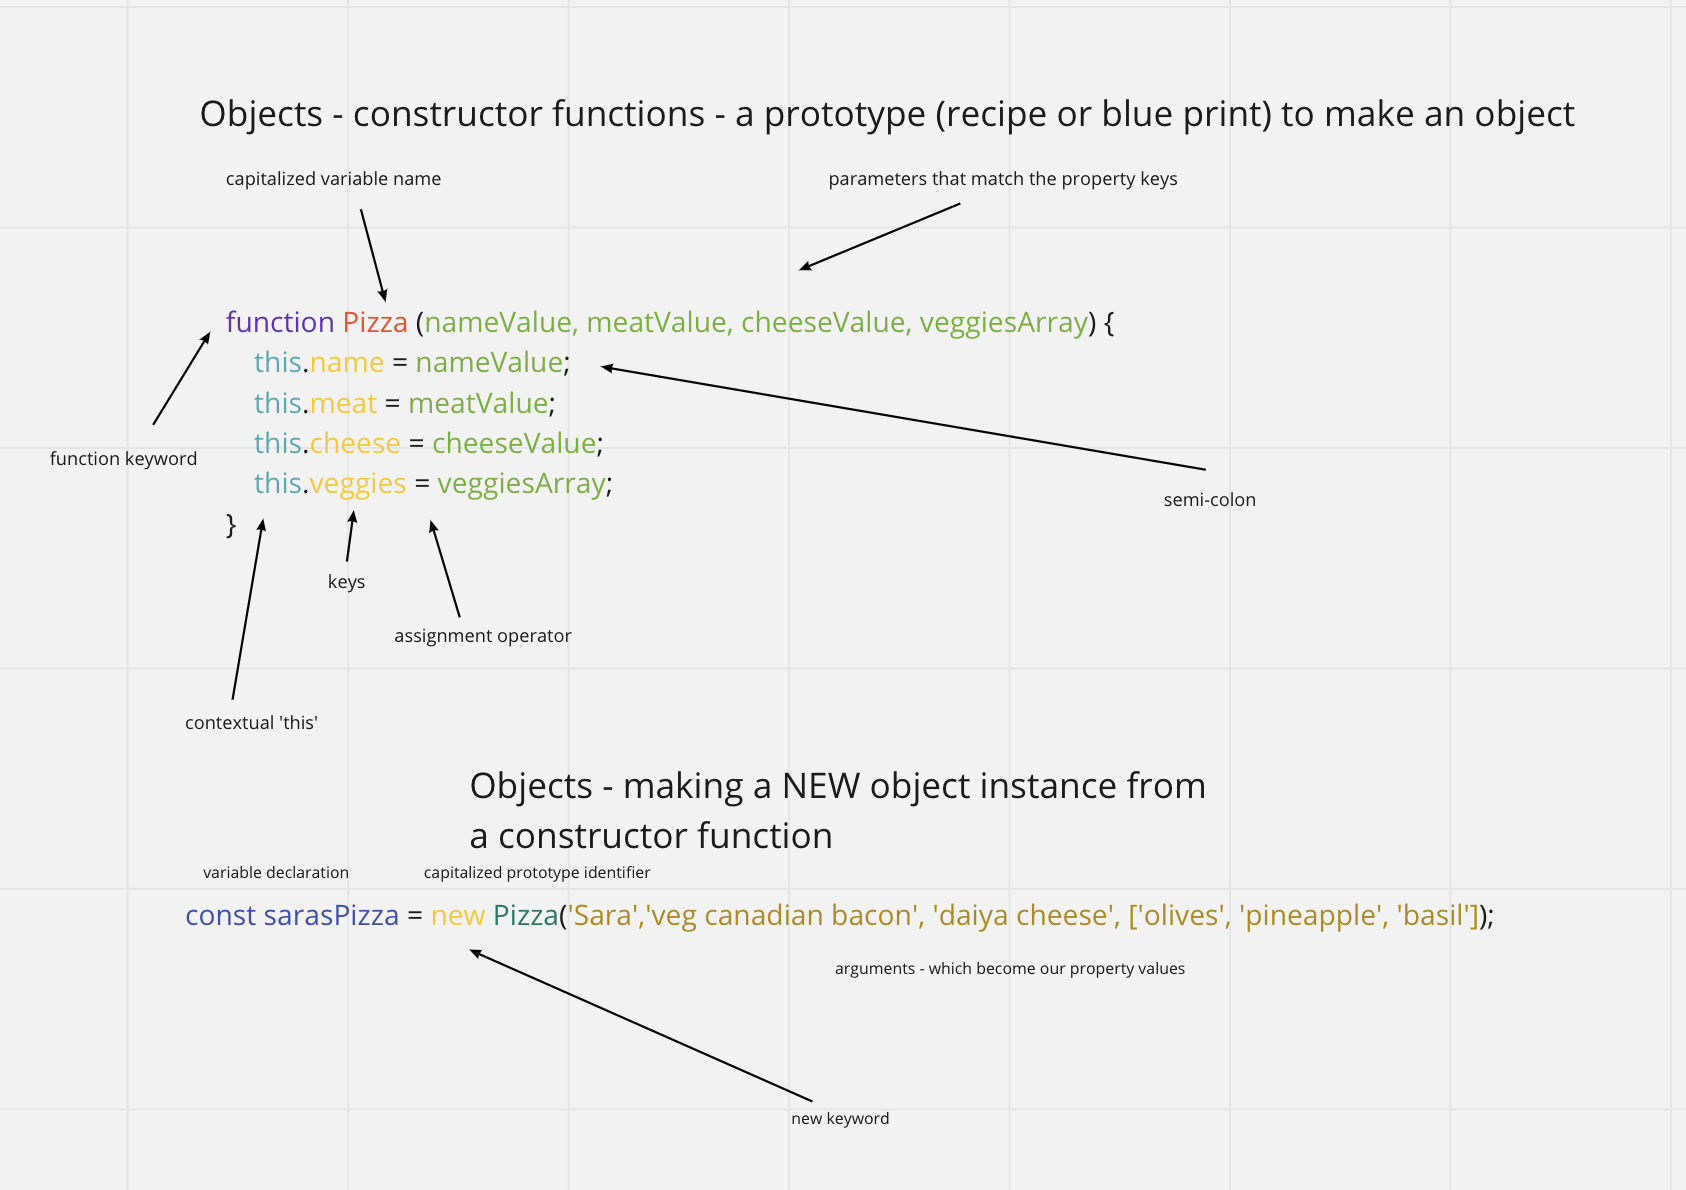 Objects - constructor functions - a prototype (recipe or blue print) to make an object
capitalized variable name
parameters that match the property keys
function Pizza (nameValue, meatValue, cheeseValue, veggiesArray) {
this.name = nameValue;
this.meat = meatValue;
this.cheese = cheeseValue;
function keyword
this.veggies = veggiesArray;
semi-colon
}
keys
assignment operator
contextual 'this'
Objects - making a NEW object instance from
a constructor function
variable declaration
capitalized prototype identifier
const sarasPizza = new Pizza('Sara','veg canadian bacon', 'daiya cheese', ['olives', 'pineapple', 'basil']);
arguments - which become our property values
new keyword